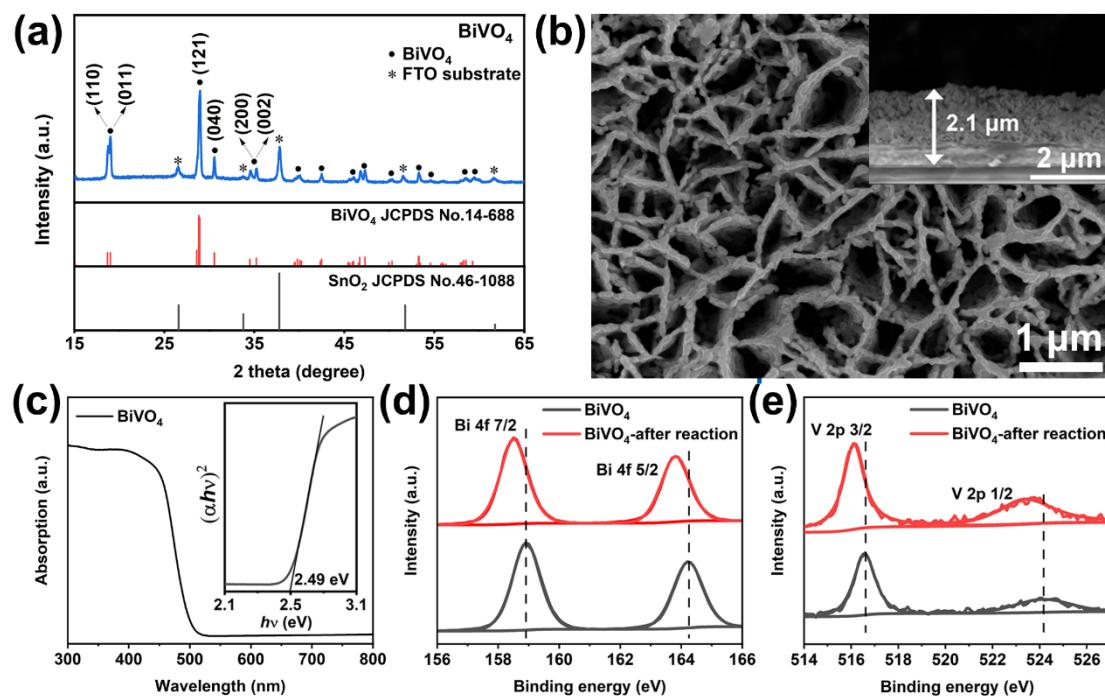 (a)
BiVO₄
• BiVO₄
* FTO substrate
(110)
(011)
(121)
(040)
(200)
(002)
Intensity (a.u.)
BiVO₄ JCPDS No.14-688
SnO₂ JCPDS No.46-1088
15 25 35 45 55 65
2 theta (degree)
(b)
2.1 μm
2 μm
1 μm
(c)
BiVO₄
Absorption (a.u.)
(αhν)²
2.49 eV
2.1 2.5 3.1
hν (eV)
300 400 500 600 700 800
Wavelength (nm)
(d)
BiVO₄
BiVO₄-after reaction
Bi 4f 7/2
Bi 4f 5/2
Intensity (a.u.)
156 158 160 162 164 166
Binding energy (eV)
(e)
BiVO₄
BiVO₄-after reaction
V 2p 3/2
V 2p 1/2
Intensity (a.u.)
514 516 518 520 522 524 526
Binding energy (eV)